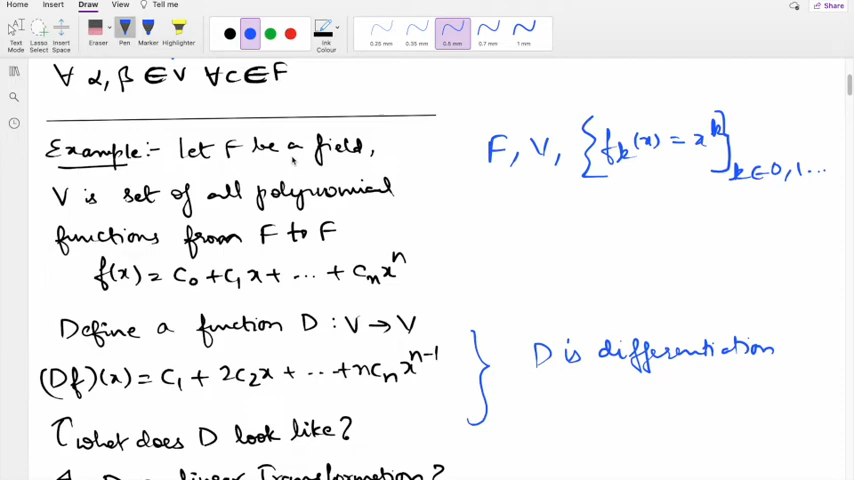 Home Insert Draw View Tell me
Share
Text Mode
Lasso Select
Insert Space
Eraser
Pen
Marker
Highlighter
Ink Colour
0.25 mm
0.35 mm
0.5 mm
0.7 mm
1 mm
∀ α, β ∈ V ∀ c ∈ F
Example:- let F be a field,
V is set of all polynomial
functions from F to F
f(x) = c₀ + c₁x + ... + cₙxⁿ
Define a function D : V → V
(Df)(x) = c₁ + 2c₂x + ... + ncₙxⁿ⁻¹
What does D look like?
D linear Transformation?
F, V, {fₖ(x) = xᵏ}ₖ∈0,1...
D is differentiation